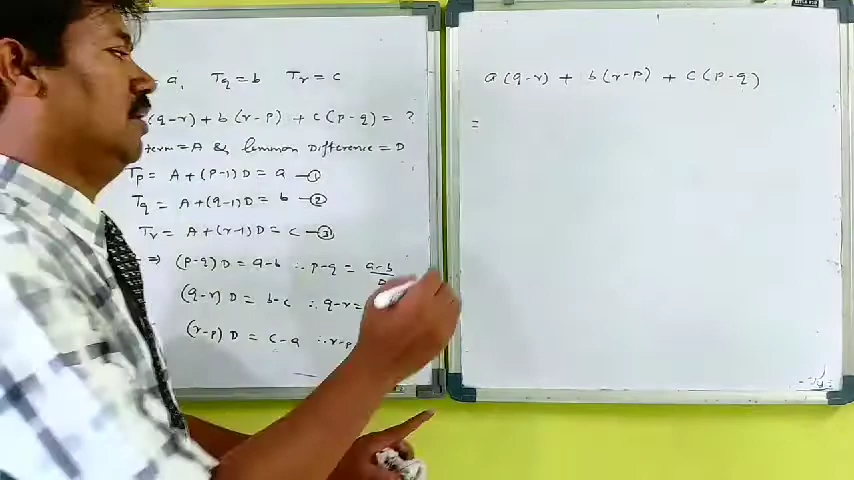 = a, Tq = b Tr = c
(q-r) + b(r-p) + c(p-q) = ?
term = A & Common Difference = D
Tp = A + (p-1)D = a —①
Tq = A + (q-1)D = b —②
Tr = A + (r-1)D = c —③
⇒ (p-q)D = a-b ∴ p-q = a-b
(q-r)D = b-c ∴ q-r =
(r-p)D = c-a ∴ r-p
a(q-r) + b(r-p) + c(p-q)
=